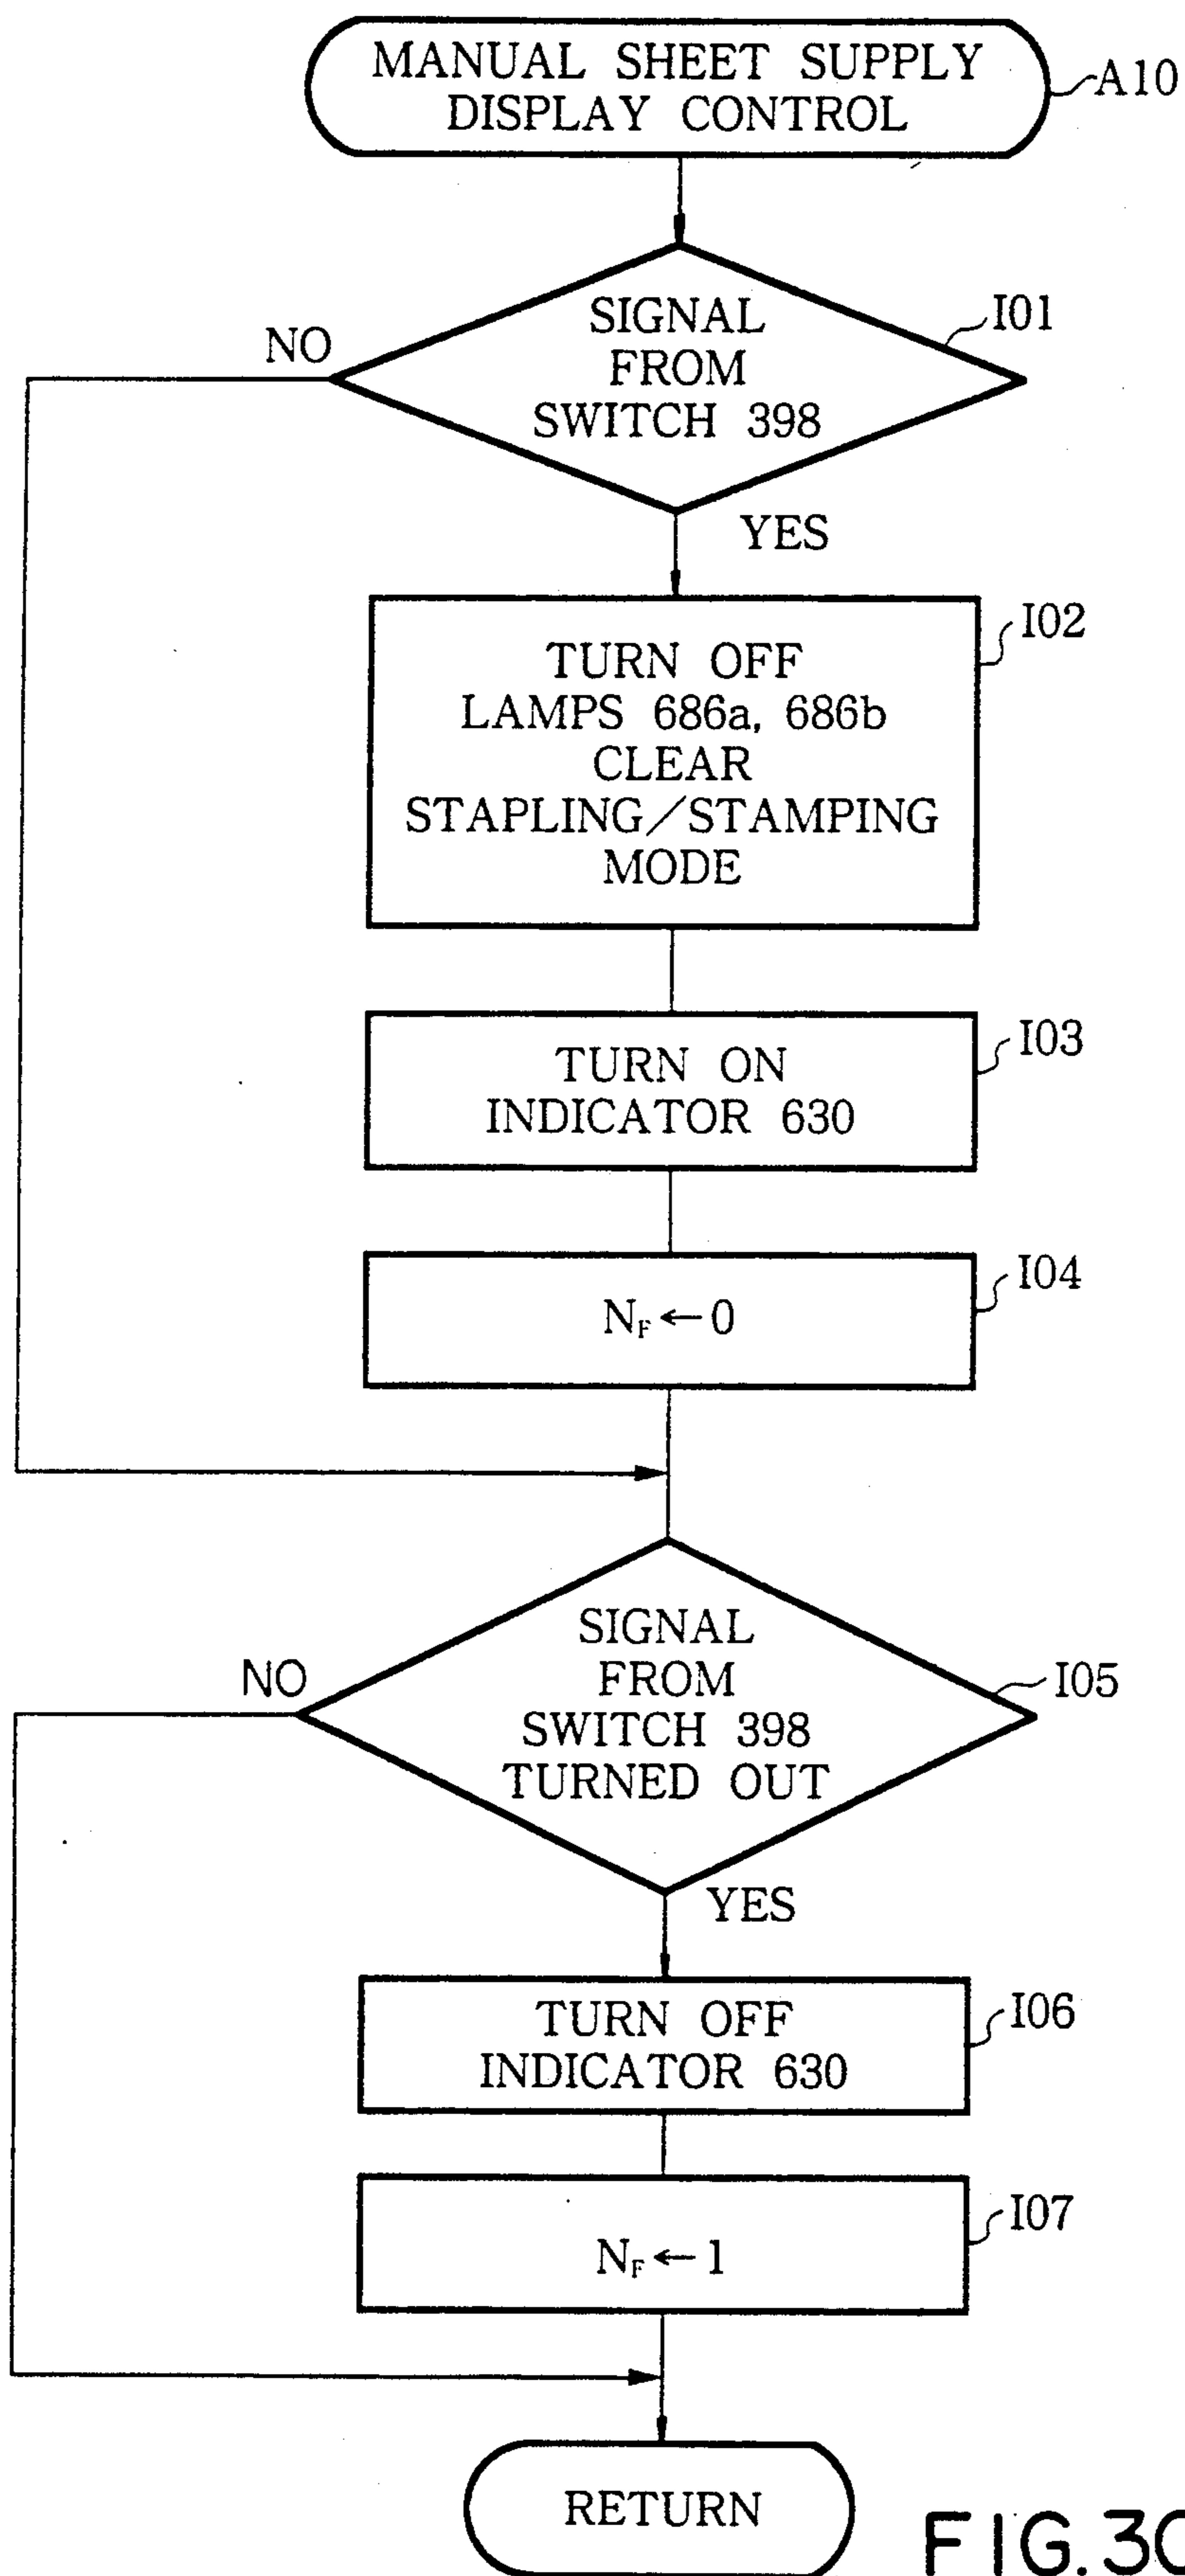 MANUAL SHEET SUPPLY
DISPLAY CONTROL
A10
SIGNAL
FROM
SWITCH 398
I01
NO
YES
TURN OFF
LAMPS 686a, 686b
CLEAR
STAPLING/STAMPING
MODE
I02
TURN ON
INDICATOR 630
I03
N_F ← 0
I04
SIGNAL
FROM
SWITCH 398
TURNED OUT
I05
NO
YES
TURN OFF
INDICATOR 630
I06
N_F ← 1
I07
RETURN
FIG. 30